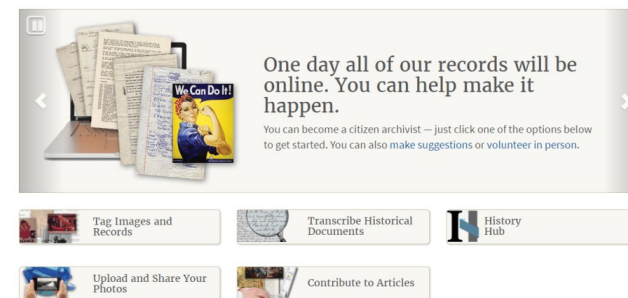 We Can Do It!
One day all of our records will be
online. You can help make it
happen.
You can become a citizen archivist — just click one of the options below
to get started. You can also make suggestions or volunteer in person.
Tag Images and
Records
Transcribe Historical
Documents
History
Hub
Upload and Share Your
Photos
Contribute to Articles